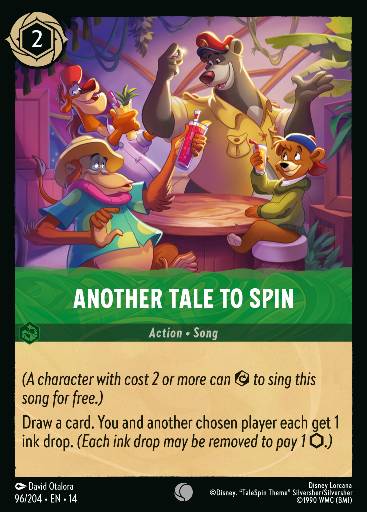 2
ANOTHER TALE TO SPIN
Action • Song
(A character with cost 2 or more can to sing this
song for free.)
Draw a card. You and another chosen player each get 1
ink drop. (Each ink drop may be removed to pay 1 .)
David Otalora
96/204 • EN • 14
Disney Lorcana
©Disney. "TaleSpin Theme" Silversher/Silversher
©1990 WMC (BMI)